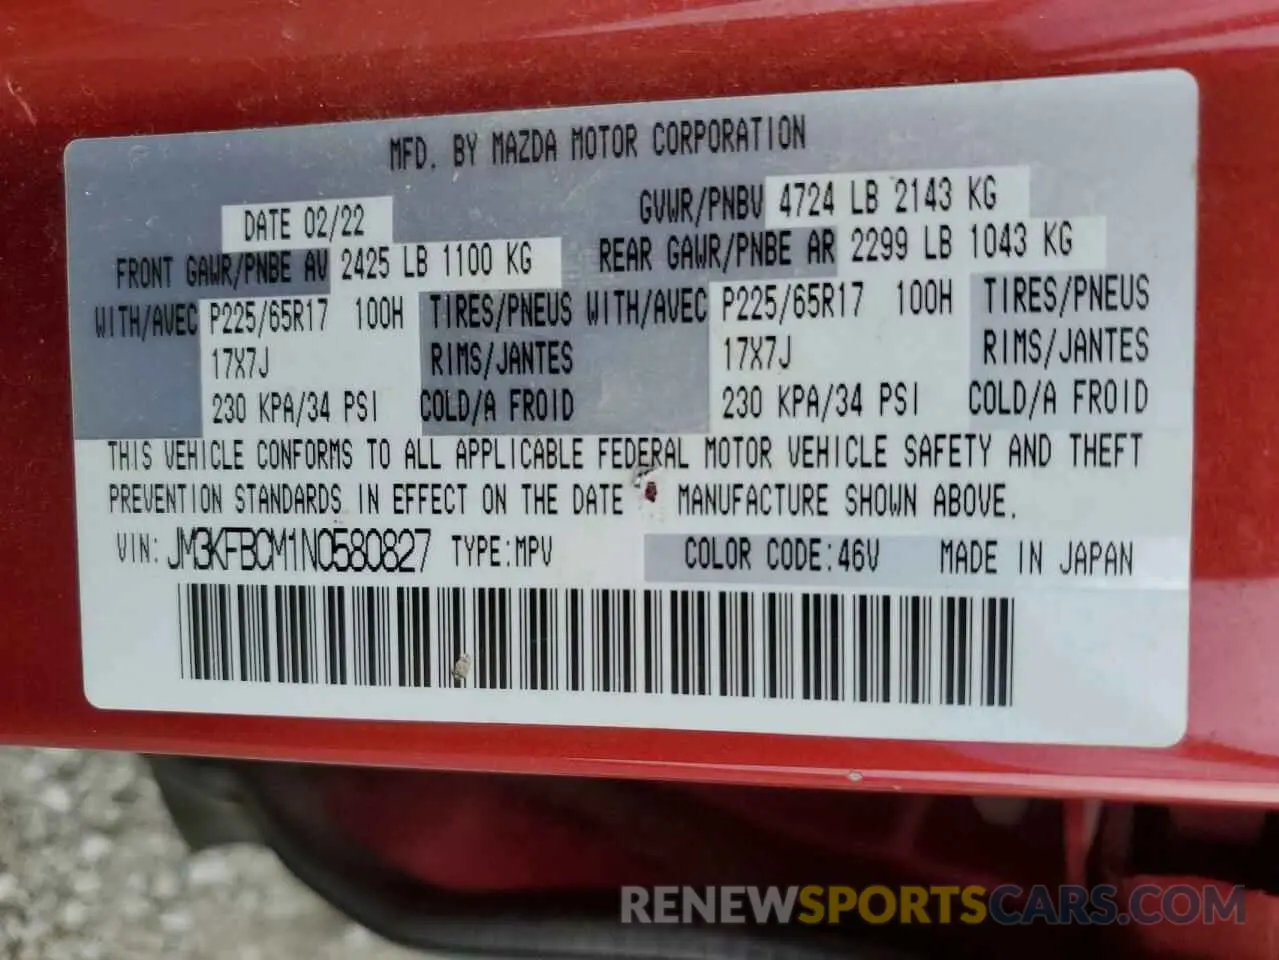 MFD. BY MAZDA MOTOR CORPORATION
DATE 02/22 GVWR/PNBV 4724 LB 2143 KG
FRONT GAWR/PNBE AV 2425 LB 1100 KG REAR GAWR/PNBE AR 2299 LB 1043 KG
WITH/AVEC P225/65R17 100H TIRES/PNEUS WITH/AVEC P225/65R17 100H TIRES/PNEUS
17X7J RIMS/JANTES 17X7J RIMS/JANTES
230 KPA/34 PSI COLD/A FROID 230 KPA/34 PSI COLD/A FROID
THIS VEHICLE CONFORMS TO ALL APPLICABLE FEDERAL MOTOR VEHICLE SAFETY AND THEFT
PREVENTION STANDARDS IN EFFECT ON THE DATE MANUFACTURE SHOWN ABOVE.
VIN: JM3KFBCM1N0580827 TYPE:MPV COLOR CODE:46V MADE IN JAPAN
RENEWSPORTSCARS.COM